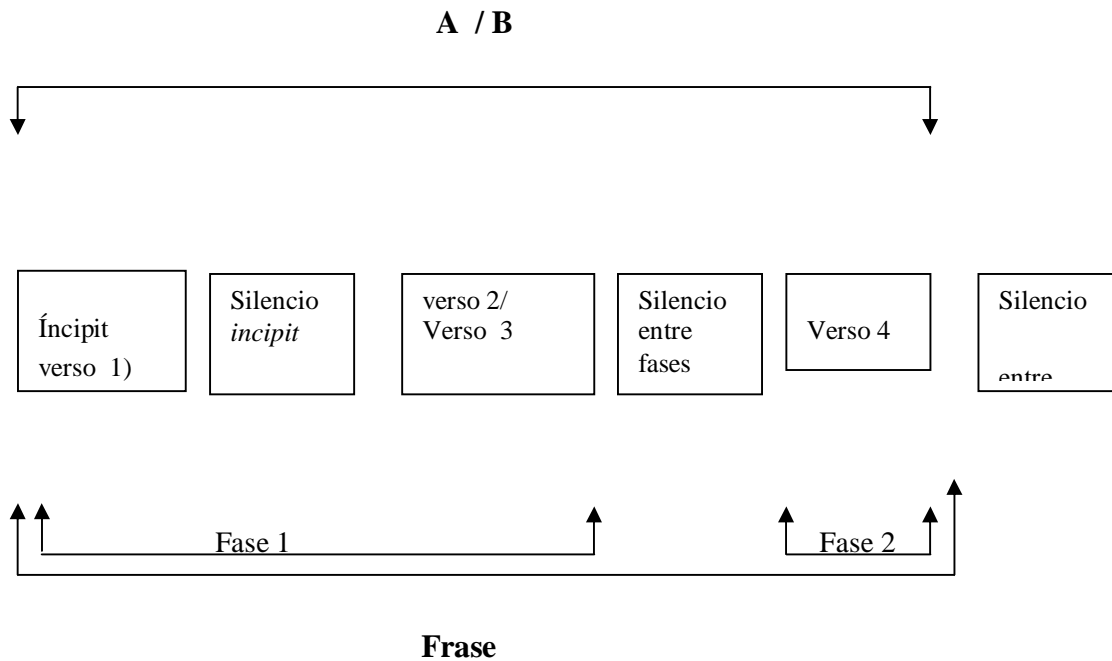 A / B
Íncipit
verso 1)
Silencio
incipit
verso 2/
Verso 3
Silencio
entre
fases
Verso 4
Silencio
entre
Fase 1
Fase 2
Frase